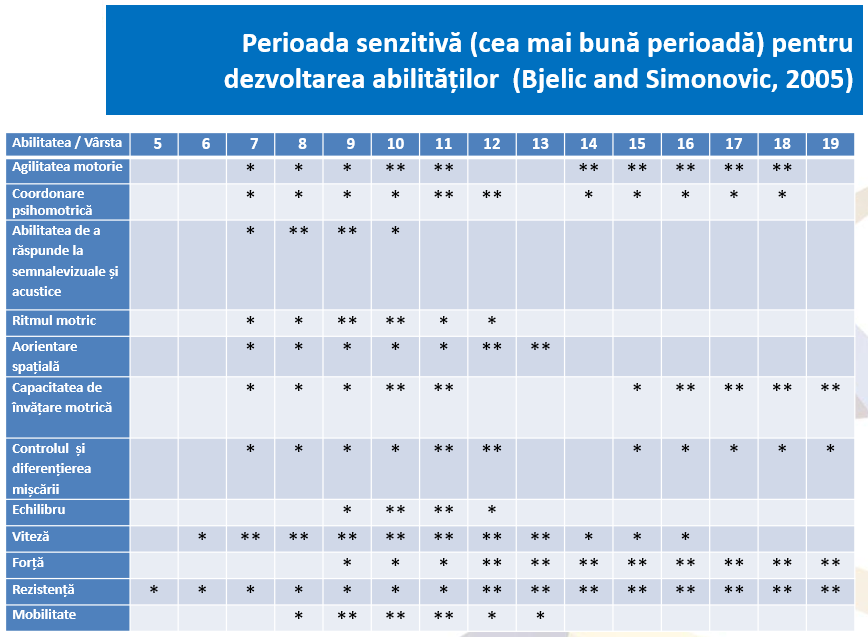 Perioada senzitivă (cea mai bună perioadă) pentru
dezvoltarea abilităților (Bjelic and Simonovic, 2005)
Abilitatea / Vârsta 5 6 7 8 9 10 11 12 13 14 15 16 17 18 19
Agilitatea motorie * * * ** ** ** ** ** ** **
Coordonare * * * * ** ** * * * * *
psihomotrică
Abilitatea de a * ** ** *
răspunde la
semnalevizuale și
acustice
Ritmul motric * * ** ** * *
Aorientare * * * * * ** **
spațială
Capacitatea de * * * ** ** * ** ** ** **
învățare motrică
Controlul și * * * * ** ** * * * * *
diferențierea
mișcării
Echilibru * ** ** *
Viteză * ** ** ** ** ** ** ** * * *
Forță * * * ** ** ** ** ** ** ** **
Rezistență * * * * * * * ** ** ** ** ** ** ** **
Mobilitate * ** ** ** * *